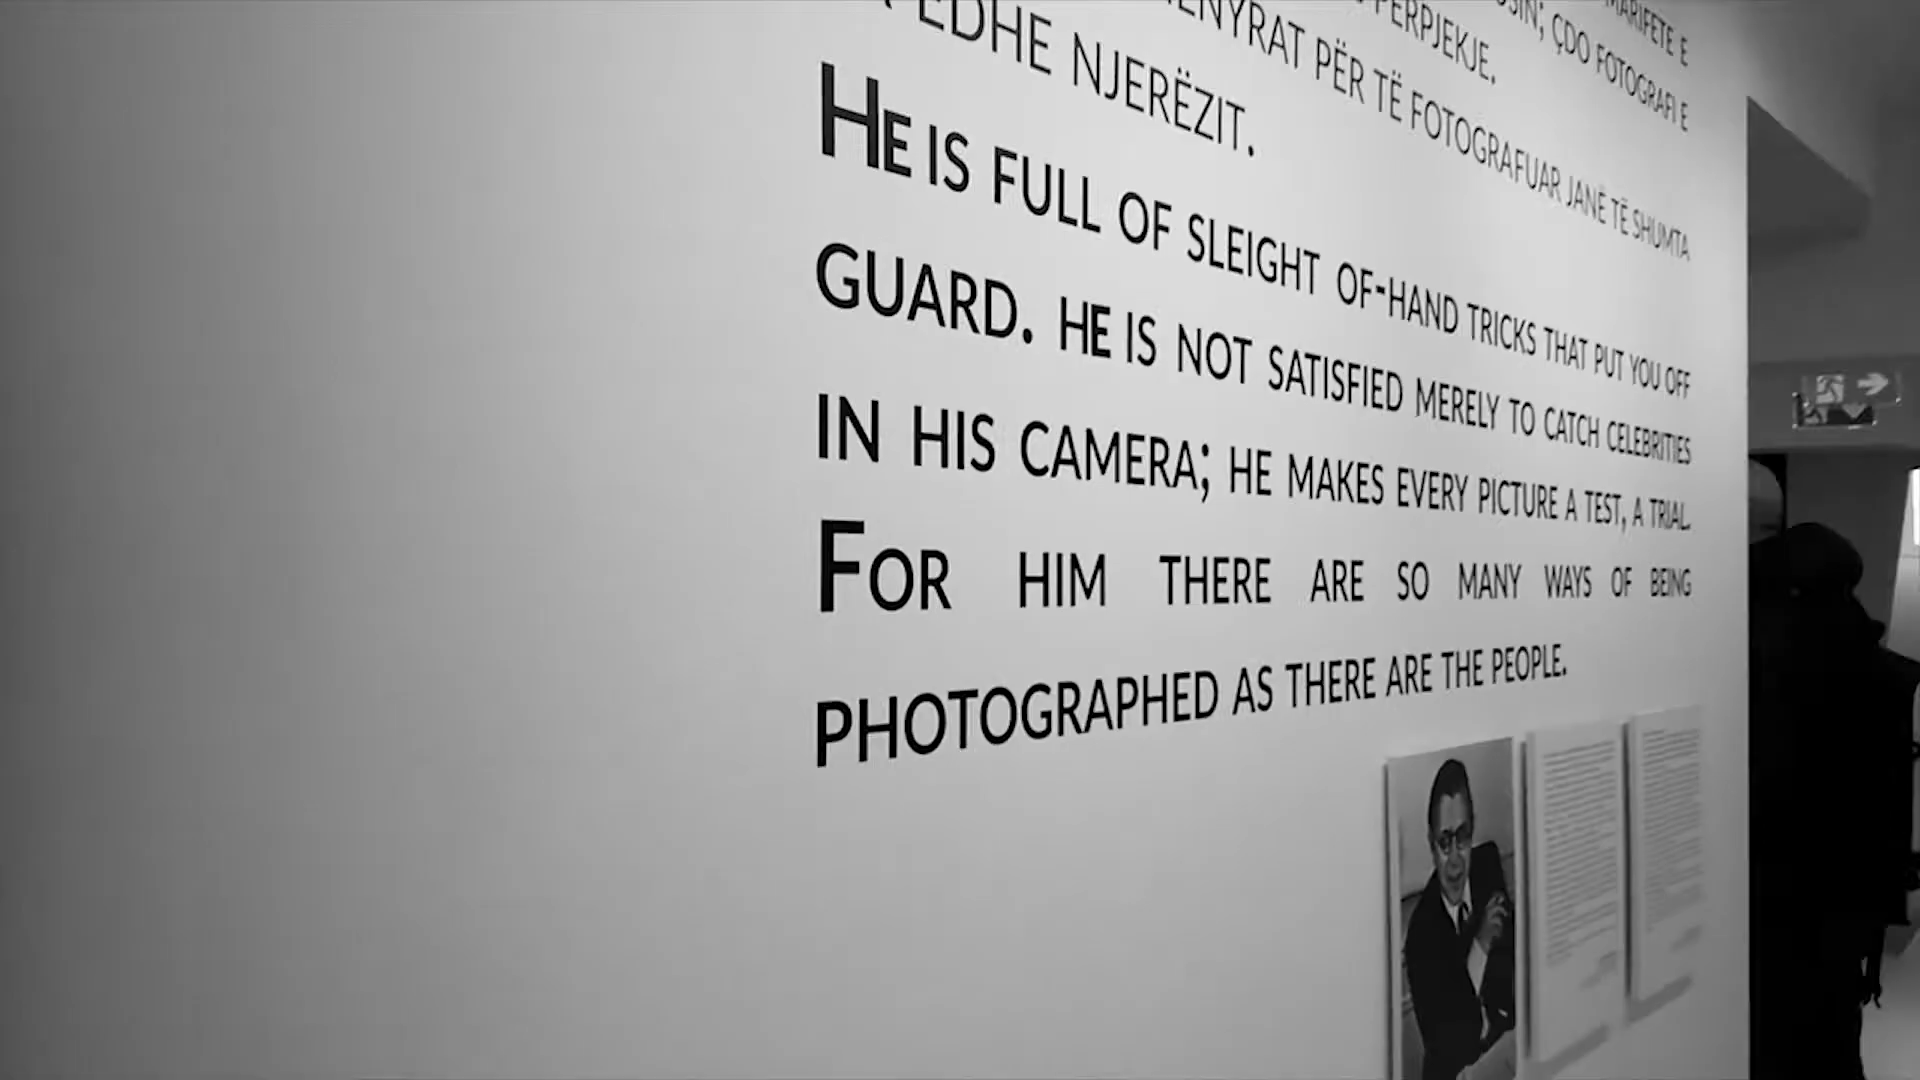 MARIFETE E
ÇDO FOTOGRAFI E
PËRPJEKJE.
MËNYRAT PËR TË FOTOGRAFUAR JANË TË SHUMTA
EDHE NJERËZIT.
HE IS FULL OF SLEIGHT OF-HAND TRICKS THAT PUT YOU OFF
GUARD. HE IS NOT SATISFIED MERELY TO CATCH CELEBRITIES
IN HIS CAMERA; HE MAKES EVERY PICTURE A TEST, A TRIAL.
FOR HIM THERE ARE SO MANY WAYS OF BEING
PHOTOGRAPHED AS THERE ARE THE PEOPLE.